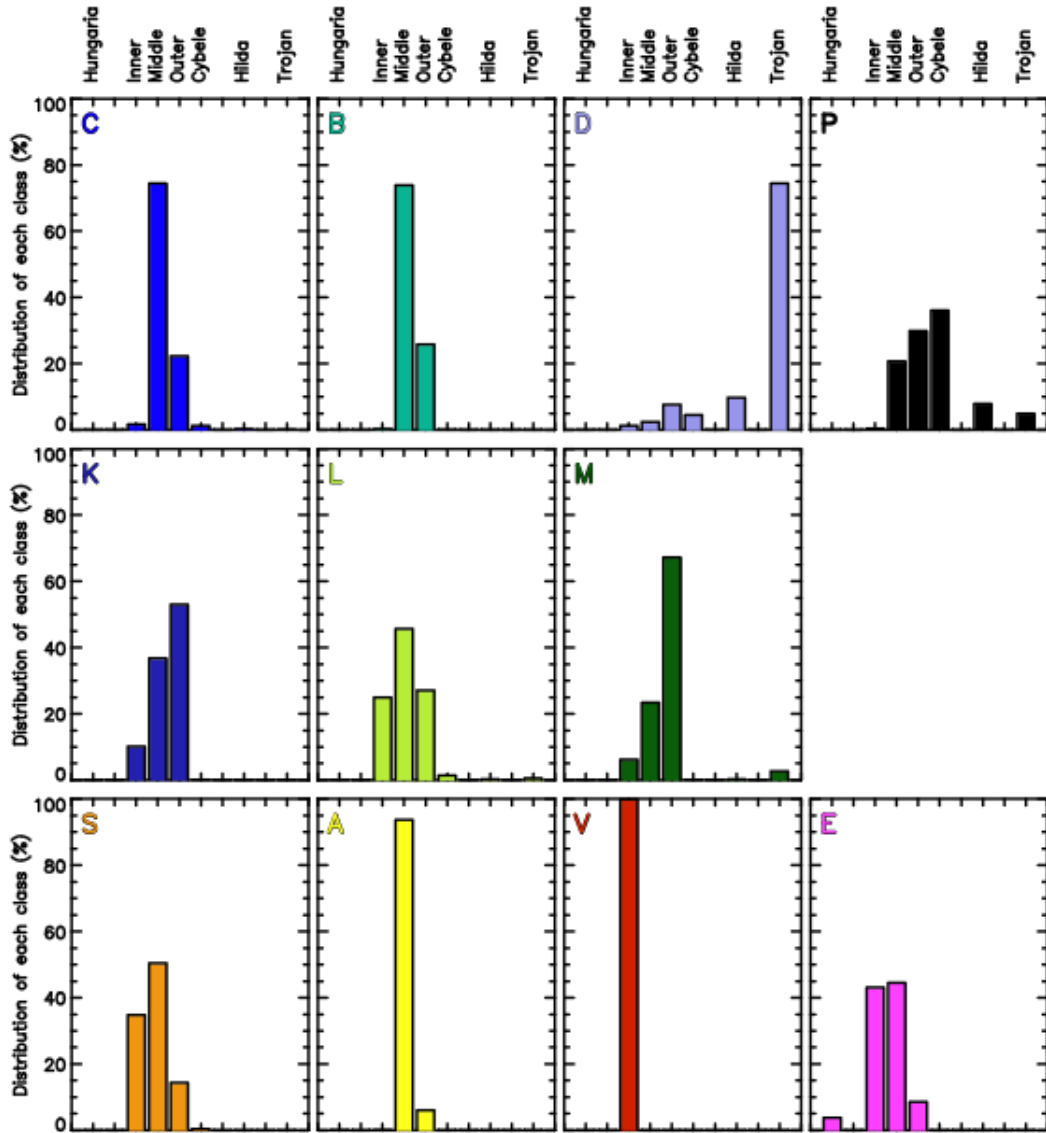 Hungaria Inner Middle Outer Cybele Hilda Trojan Hungaria Inner Middle Outer Cybele Hilda Trojan Hungaria Inner Middle Outer Cybele Hilda Trojan Hungaria Inner Middle Outer Cybele Hilda Trojan
Distribution of each class (%)
100
80
60
40
20
0
C
B
D
P
Distribution of each class (%)
100
80
60
40
20
0
K
L
M
Distribution of each class (%)
100
80
60
40
20
0
S
A
V
E